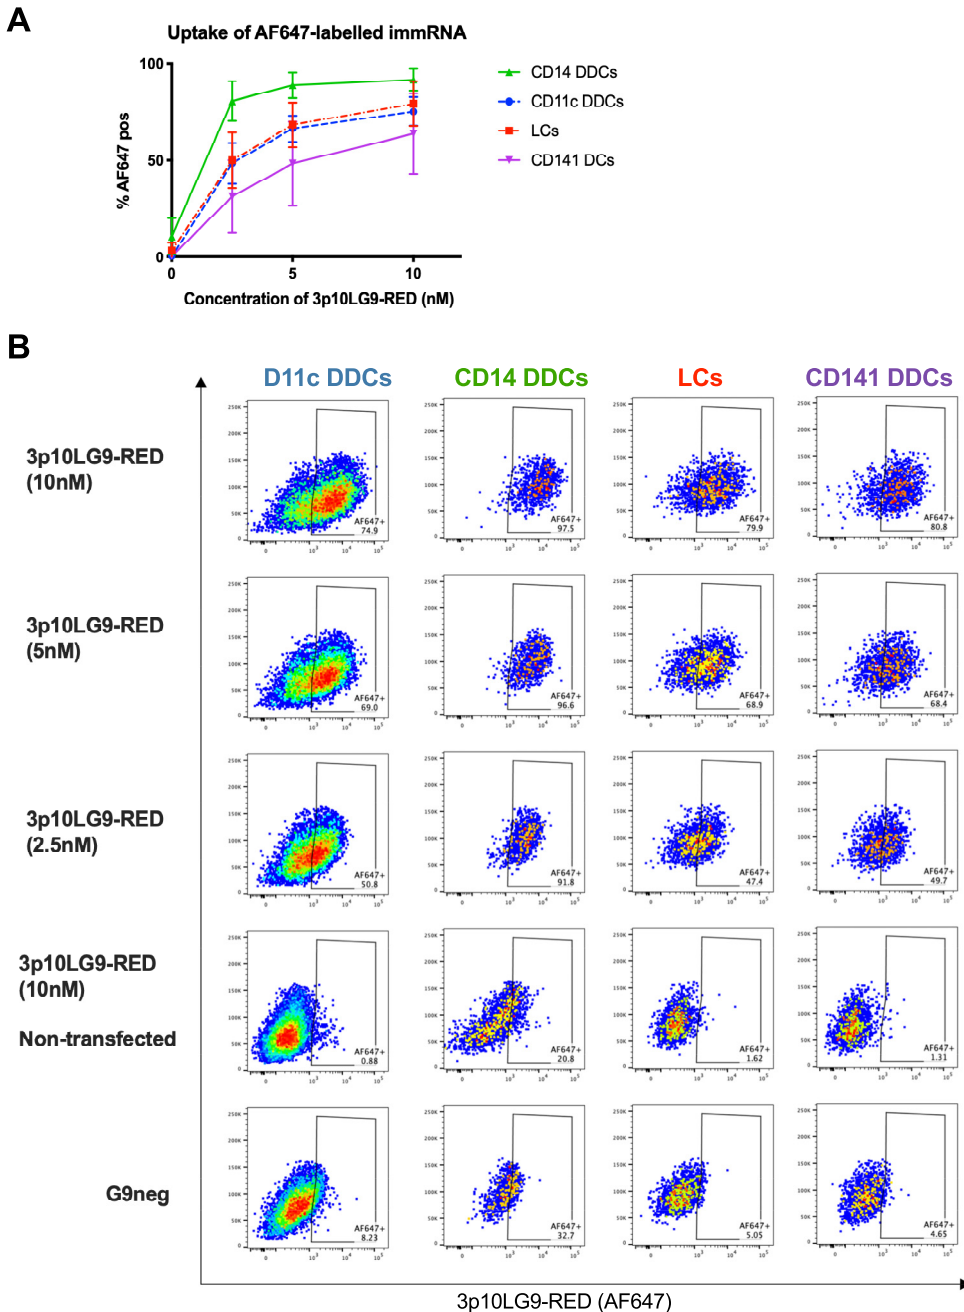 A
Uptake of AF647-labelled immRNA
100
50
0
% AF647 pos
0 5 10
Concentration of 3p10LG9-RED (nM)
CD14 DDCs
CD11c DDCs
LCs
CD141 DCs
B
D11c DDCs CD14 DDCs LCs CD141 DDCs
3p10LG9-RED
(10nM)
AF647+
74.9
AF647+
97.5
AF647+
79.9
AF647+
80.8
3p10LG9-RED
(5nM)
AF647+
69.0
AF647+
96.6
AF647+
68.9
AF647+
68.4
3p10LG9-RED
(2.5nM)
AF647+
50.8
AF647+
91.8
AF647+
47.4
AF647+
49.7
3p10LG9-RED
(10nM)
Non-transfected
AF647+
0.88
AF647+
20.8
AF647+
1.62
AF647+
1.31
G9neg
AF647+
8.23
AF647+
32.7
AF647+
5.05
AF647+
4.65
3p10LG9-RED (AF647)